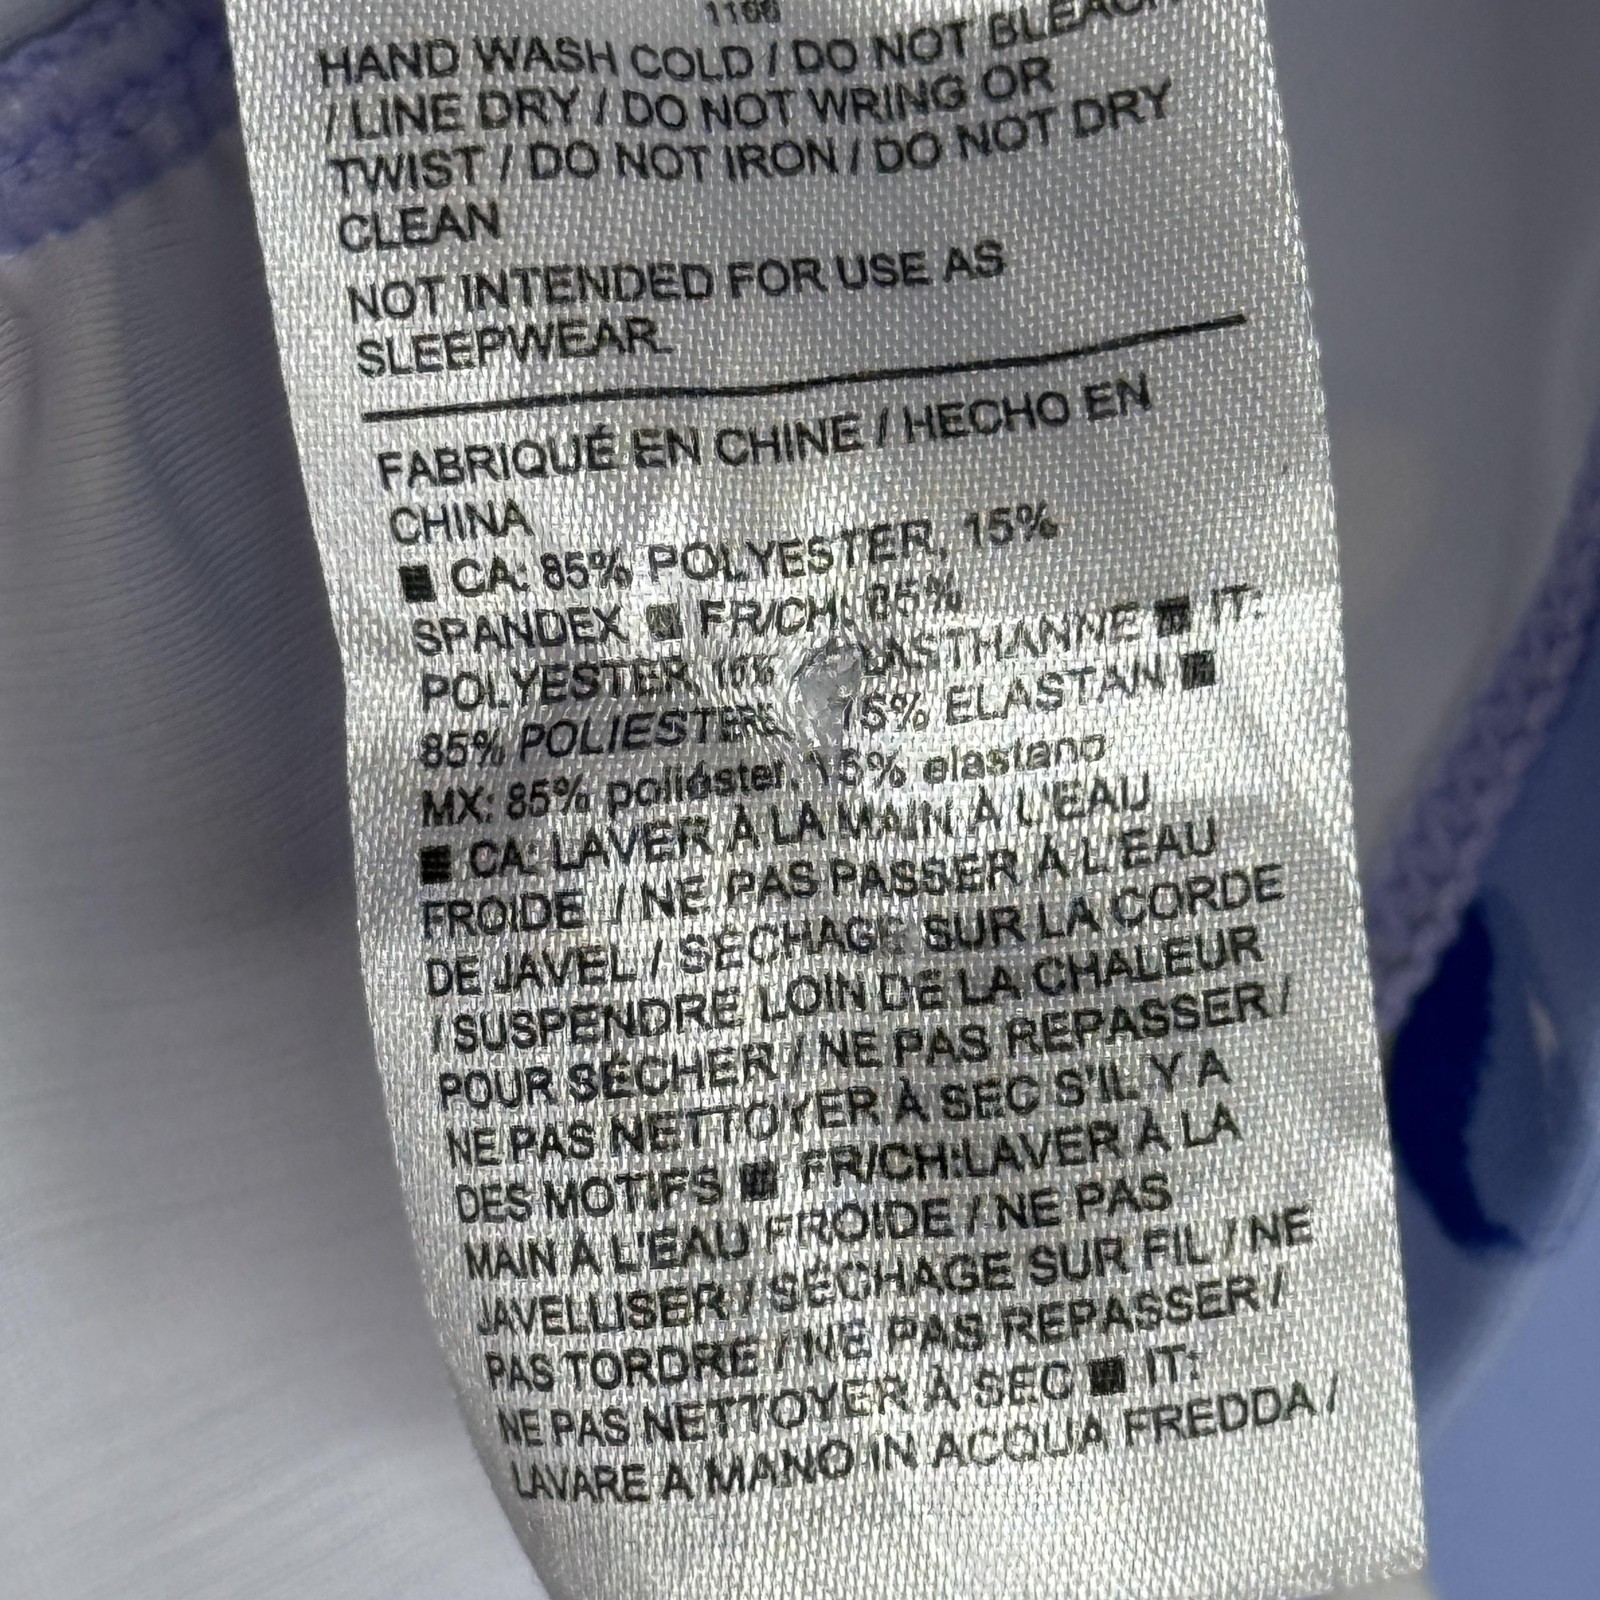 HAND WASH COLD / DO NOT BLEACH
/ LINE DRY / DO NOT WRING OR
TWIST / DO NOT IRON / DO NOT DRY
CLEAN
NOT INTENDED FOR USE AS
SLEEPWEAR.
FABRIQUÉ EN CHINE / HECHO EN
CHINA
■ CA: 85% POLYESTER, 15%
SPANDEX ■ FR/CH: 85%
POLYESTER, 15% ■ IT:
85% 15% ELASTAN ■
MX: 85% poliéster, 15% elastano
■ CA: LAVER À LA MAIN À L'EAU
FROIDE / NE PAS PASSER À L'EAU
DE JAVEL / SÉCHAGE SUR LA CORDE
/ SUSPENDRE LOIN DE LA CHALEUR
POUR SÉCHER / NE PAS REPASSER /
NE PAS NETTOYER À SEC S'IL Y A
DES MOTIFS ■ FR/CH:LAVER À LA
MAIN À L'EAU FROIDE / NE PAS
JAVELLISER / SÉCHAGE SUR FIL / NE
PAS TORDRE / NE PAS REPASSER /
NE PAS NETTOYER À SEC ■ IT:
LAVARE A MANO IN ACQUA FREDDA /